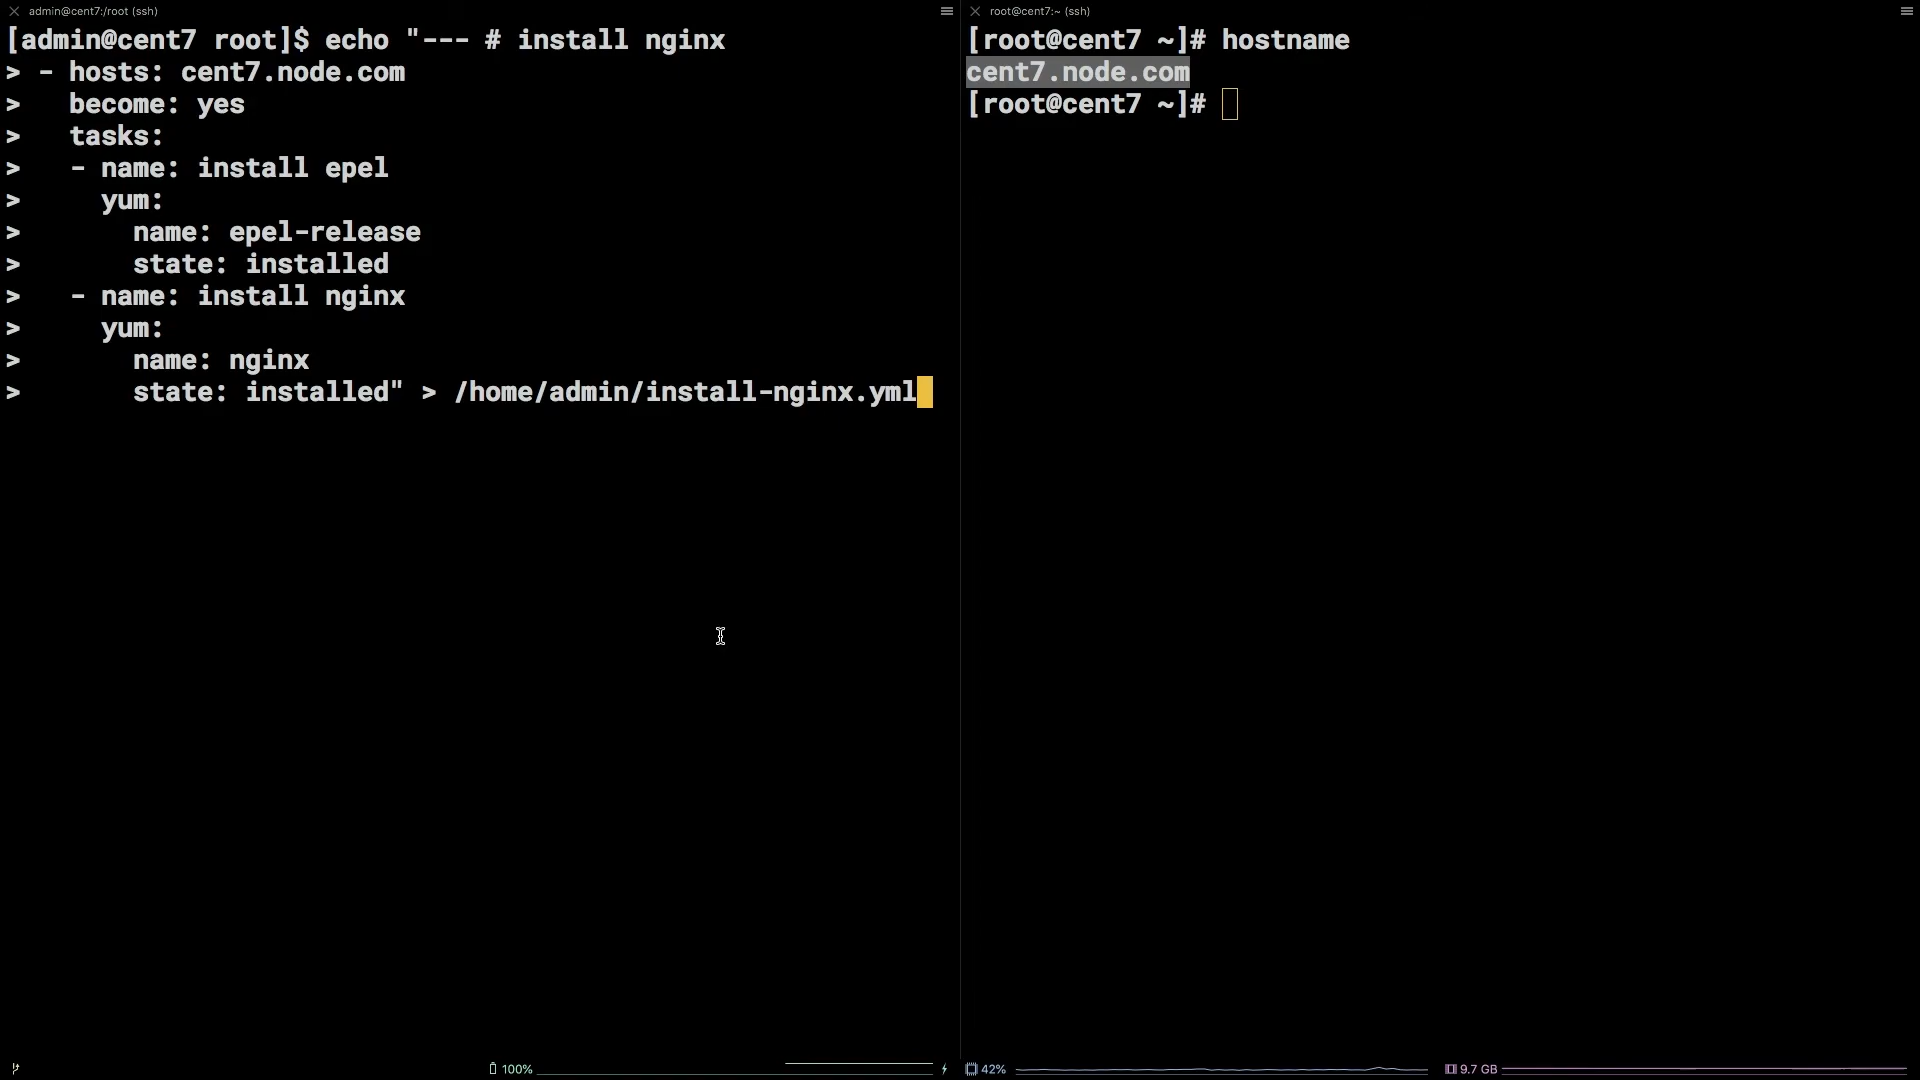 admin@cent7:/root (ssh)
[admin@cent7 root]$ echo "--- # install nginx
> - hosts: cent7.node.com
>   become: yes
>   tasks:
>   - name: install epel
>     yum:
>       name: epel-release
>       state: installed
>   - name: install nginx
>     yum:
>       name: nginx
>       state: installed" > /home/admin/install-nginx.yml
root@cent7:~ (ssh)
[root@cent7 ~]# hostname
cent7.node.com
[root@cent7 ~]#
100%
42%
9.7 GB